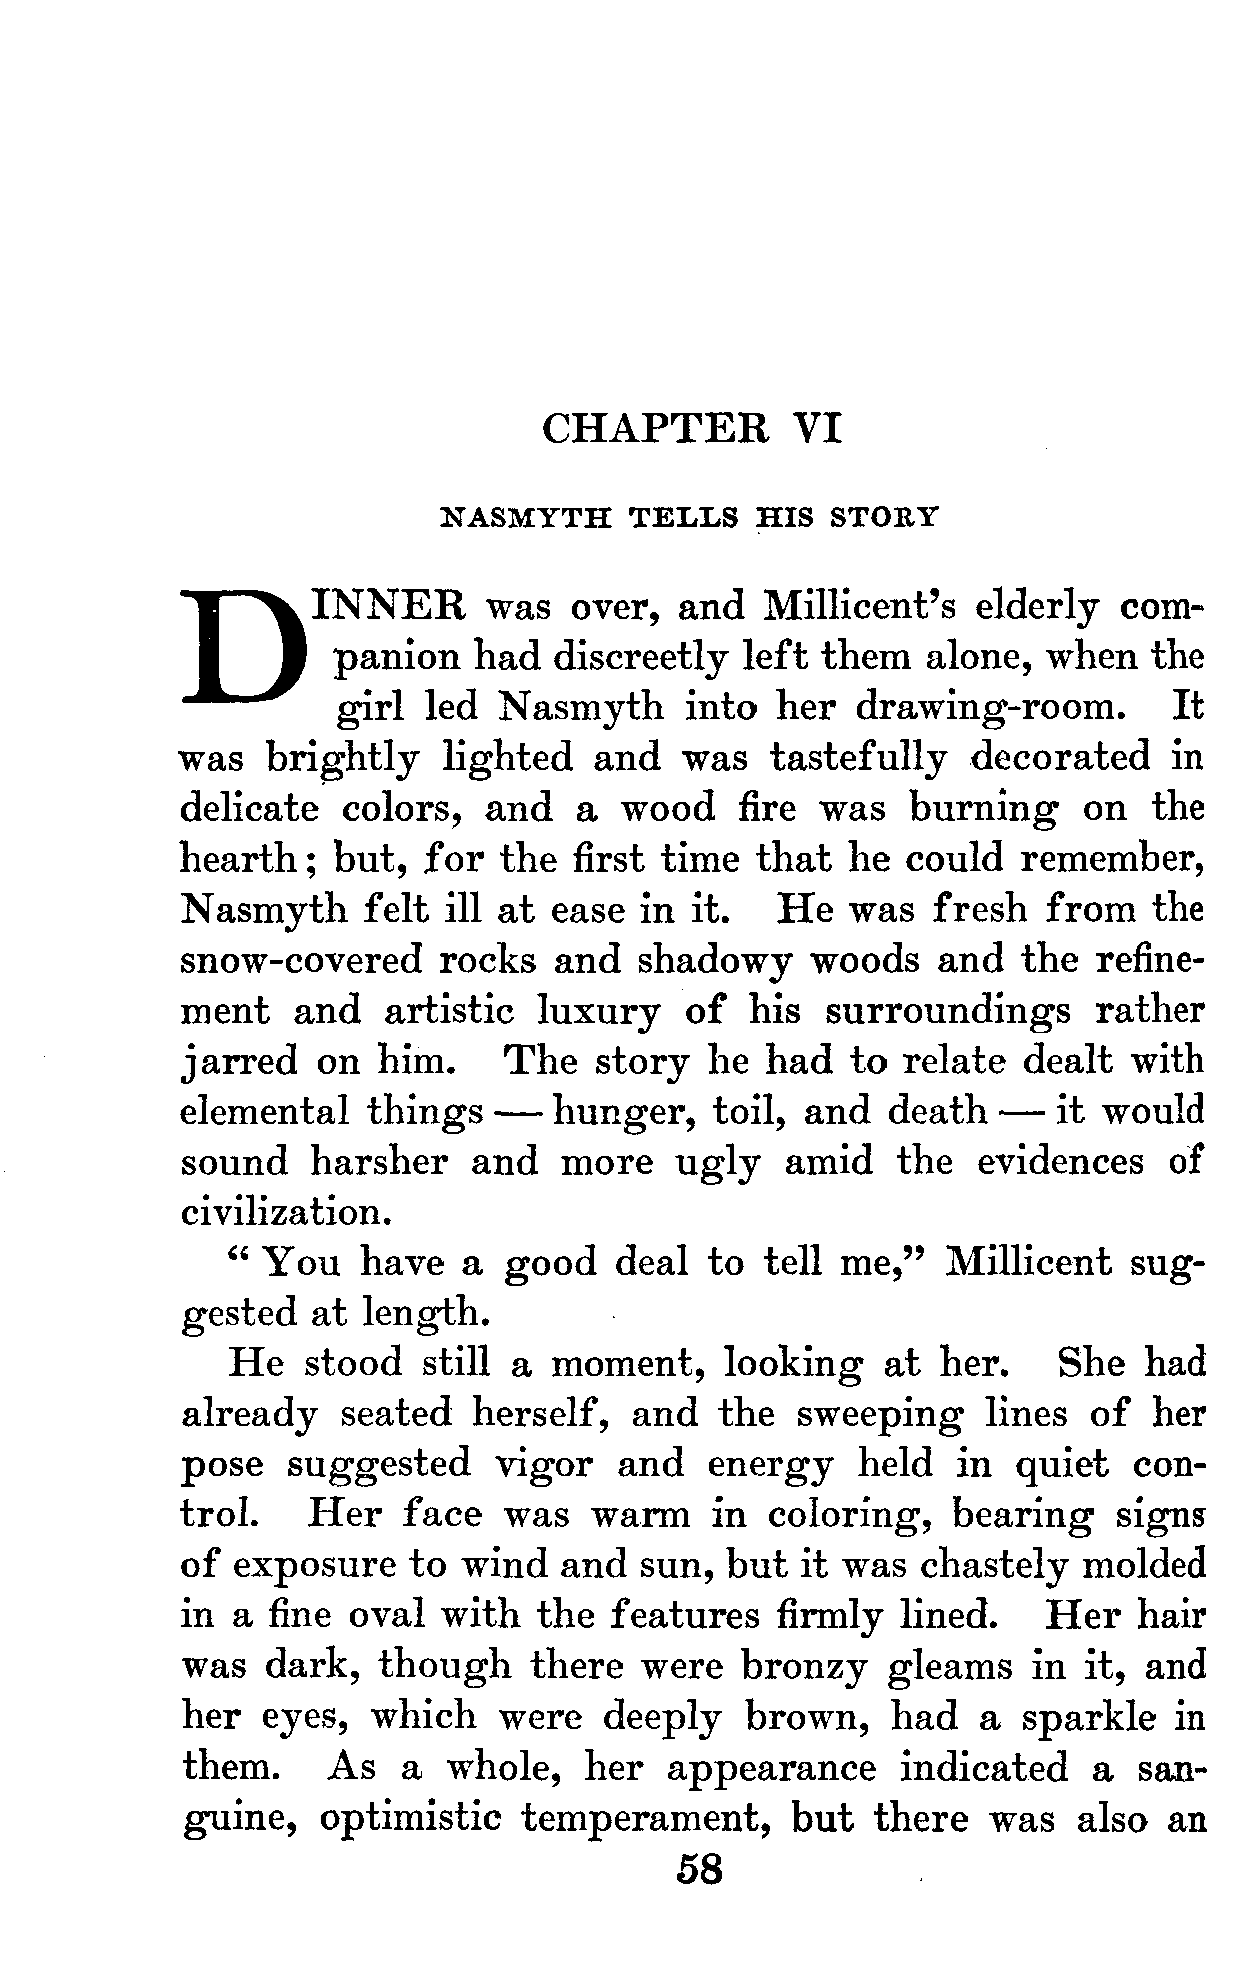 CHAPTER VI
NASMYTH TELLS HIS STORY
DINNER was over, and Millicent's elderly com-
panion had discreetly left them alone, when the
girl led Nasmyth into her drawing-room. It
was brightly lighted and was tastefully decorated in
delicate colors, and a wood fire was burning on the
hearth; but, for the first time that he could remember,
Nasmyth felt ill at ease in it. He was fresh from the
snow-covered rocks and shadowy woods and the refine-
ment and artistic luxury of his surroundings rather
jarred on him. The story he had to relate dealt with
elemental things — hunger, toil, and death — it would
sound harsher and more ugly amid the evidences of
civilization.
“ You have a good deal to tell me,” Millicent sug-
gested at length.
He stood still a moment, looking at her. She had
already seated herself, and the sweeping lines of her
pose suggested vigor and energy held in quiet con-
trol. Her face was warm in coloring, bearing signs
of exposure to wind and sun, but it was chastely molded
in a fine oval with the features firmly lined. Her hair
was dark, though there were bronzy gleams in it, and
her eyes, which were deeply brown, had a sparkle in
them. As a whole, her appearance indicated a san-
guine, optimistic temperament, but there was also an
58